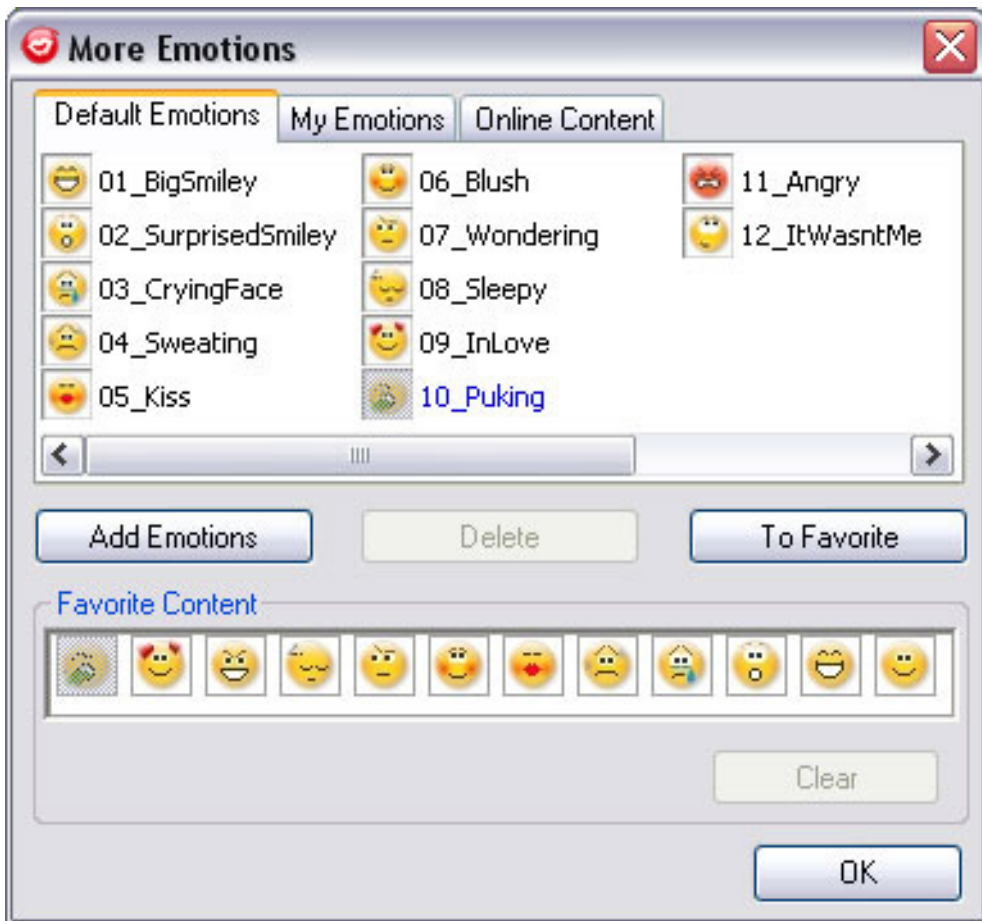 More Emotions
Default Emotions My Emotions Online Content
01_BigSmiley 06_Blush 11_Angry
02_SurprisedSmiley 07_Wondering 12_ItWasntMe
03_CryingFace 08_Sleepy
04_Sweating 09_InLove
05_Kiss 10_Puking
Add Emotions Delete To Favorite
Favorite Content
Clear
OK